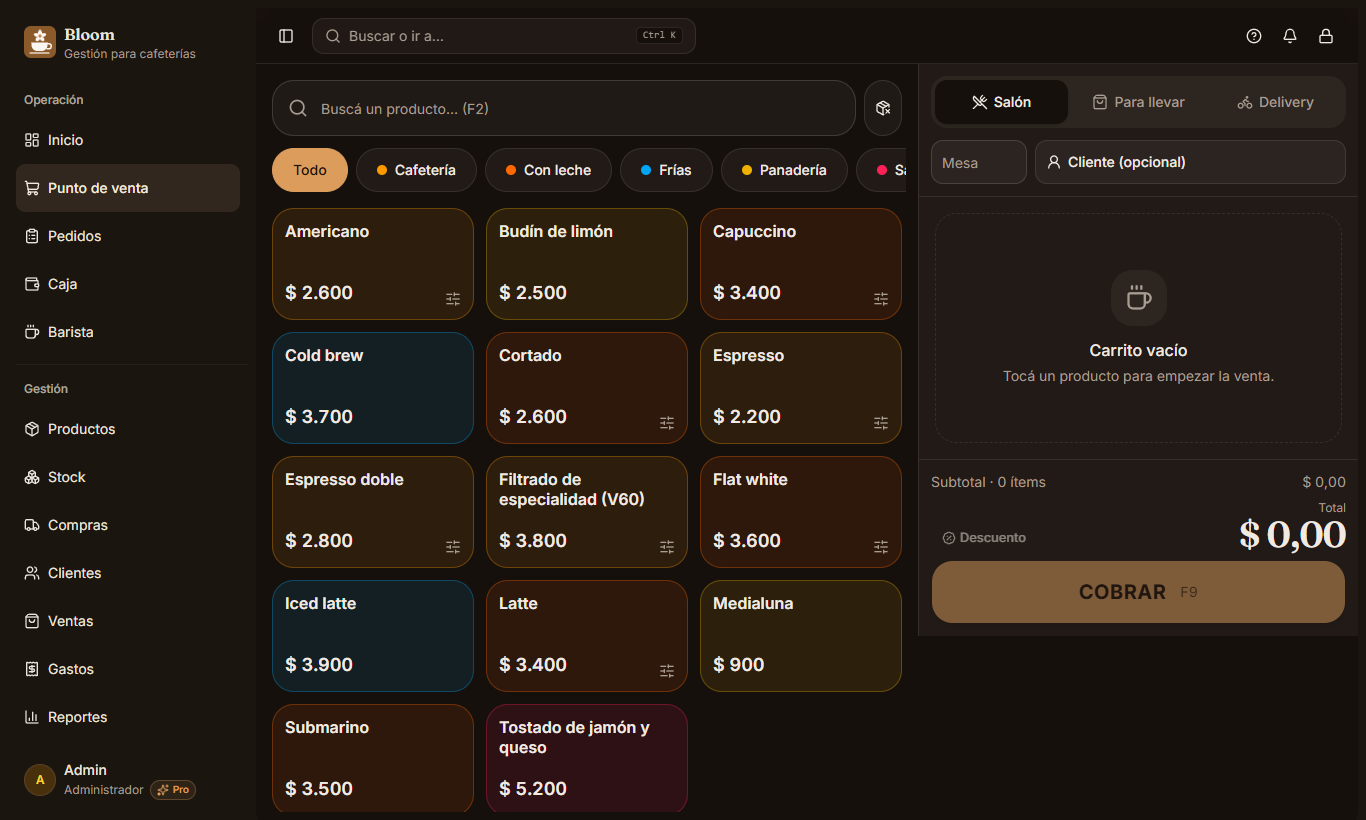 Bloom
Gestión para cafeterías
Operación
Inicio
Punto de venta
Pedidos
Caja
Barista
Gestión
Productos
Stock
Compras
Clientes
Ventas
Gastos
Reportes
A
Admin
Administrador Pro
Buscar o ir a... Ctrl K
Buscá un producto... (F2)
Todo Cafetería Con leche Frías Panadería
Americano
$ 2.600
Budín de limón
$ 2.500
Capuccino
$ 3.400
Cold brew
$ 3.700
Cortado
$ 2.600
Espresso
$ 2.200
Espresso doble
$ 2.800
Filtrado de
especialidad (V60)
$ 3.800
Flat white
$ 3.600
Iced latte
$ 3.900
Latte
$ 3.400
Medialuna
$ 900
Submarino
$ 3.500
Tostado de jamón y
queso
$ 5.200
Salón Para llevar Delivery
Mesa Cliente (opcional)
Carrito vacío
Tocá un producto para empezar la venta.
Subtotal · 0 ítems $ 0,00
Total
Descuento $ 0,00
COBRAR F9